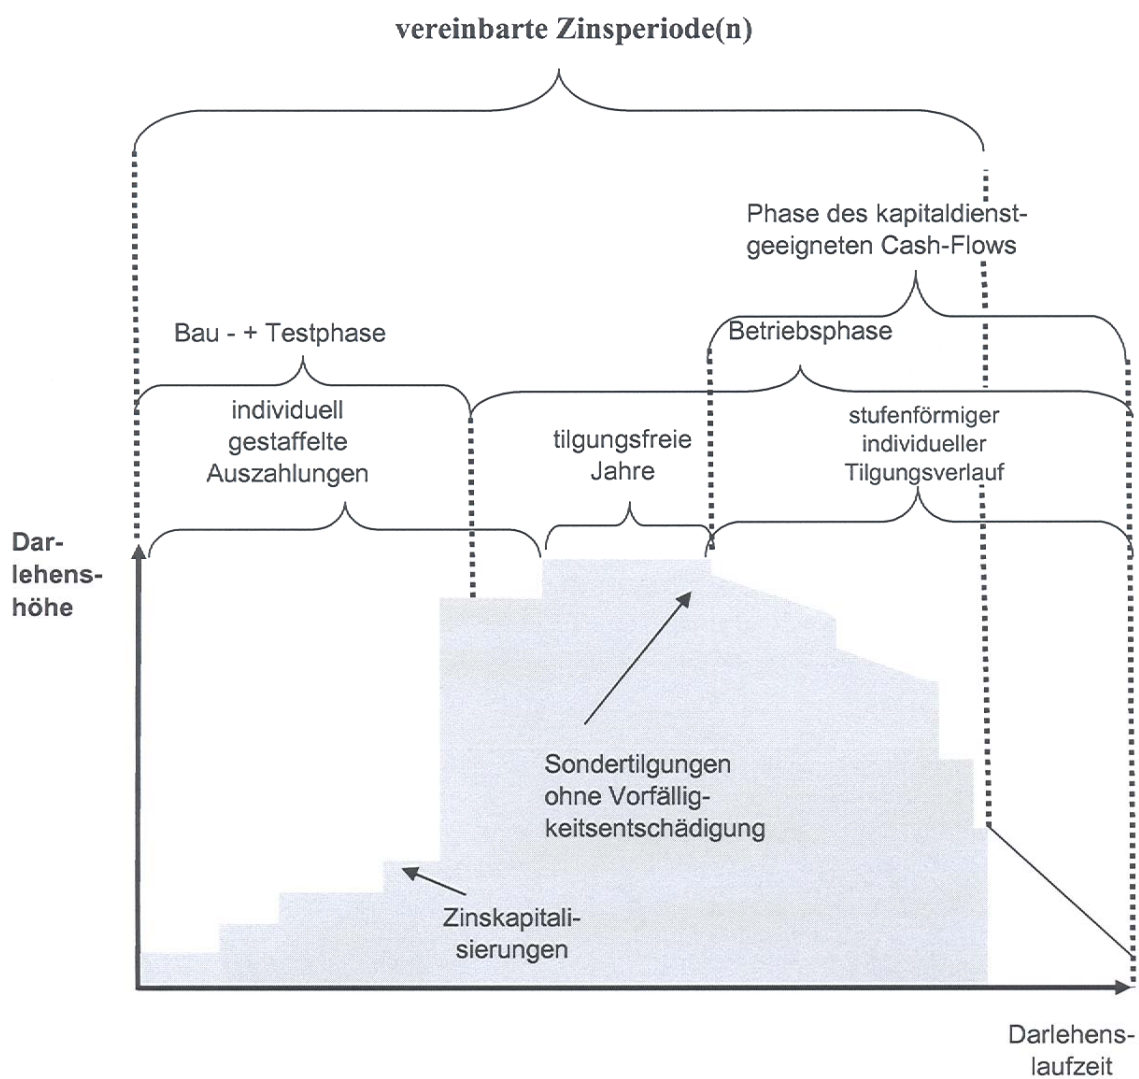 vereinbarte Zinsperiode(n)
Phase des kapitaldienst-
geeigneten Cash-Flows
Bau - + Testphase
Betriebsphase
individuell
gestaffelte
Auszahlungen
tilgungsfreie
Jahre
stufenförmiger
individueller
Tilgungsverlauf
Dar-
lehens-
höhe
Sondertilgungen
ohne Vorfällig-
keitsentschädigung
Zinskapitali-
sierungen
Darlehens-
laufzeit